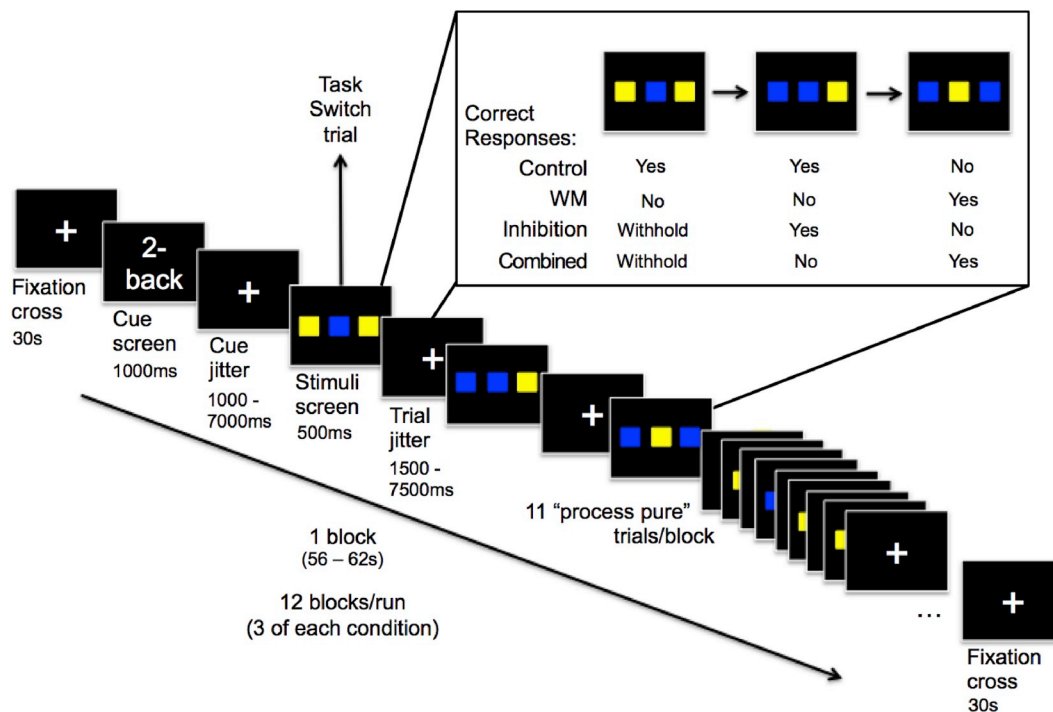 Task
Switch
trial
Correct
Responses:
Control Yes Yes No
WM No No Yes
Inhibition Withhold Yes No
Combined Withhold No Yes
+
Fixation
cross
30s
2-
back
Cue
screen
1000ms
+
Cue
jitter
1000 -
7000ms
Stimuli
screen
500ms
+
Trial
jitter
1500 -
7500ms
+
11 “process pure”
trials/block
+
...
+
Fixation
cross
30s
1 block
(56 – 62s)
12 blocks/run
(3 of each condition)